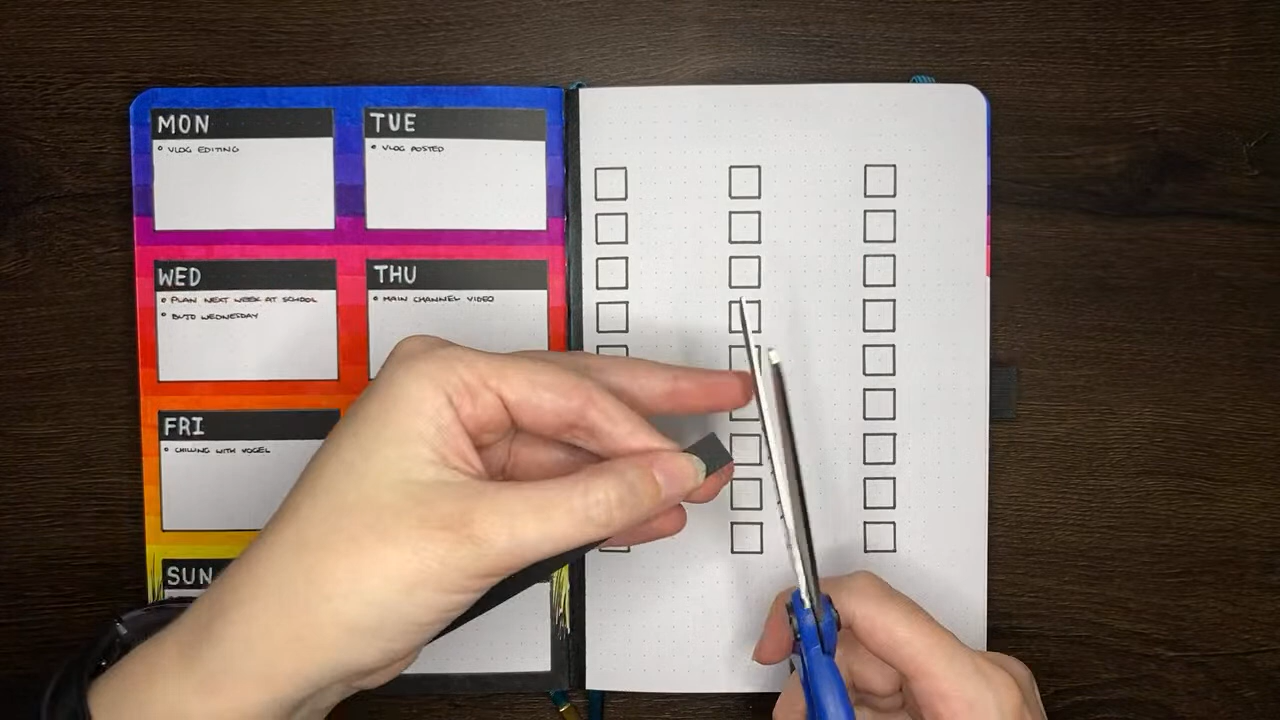 MON
• VLOG EDITING
TUE
• VLOG POSTED
WED
• PLAN NEXT WEEK AT SCHOOL
• BUJO WEDNESDAY
THU
• MAIN CHANNEL VIDEO
FRI
• CHILLING WITH VOGEL
SUN